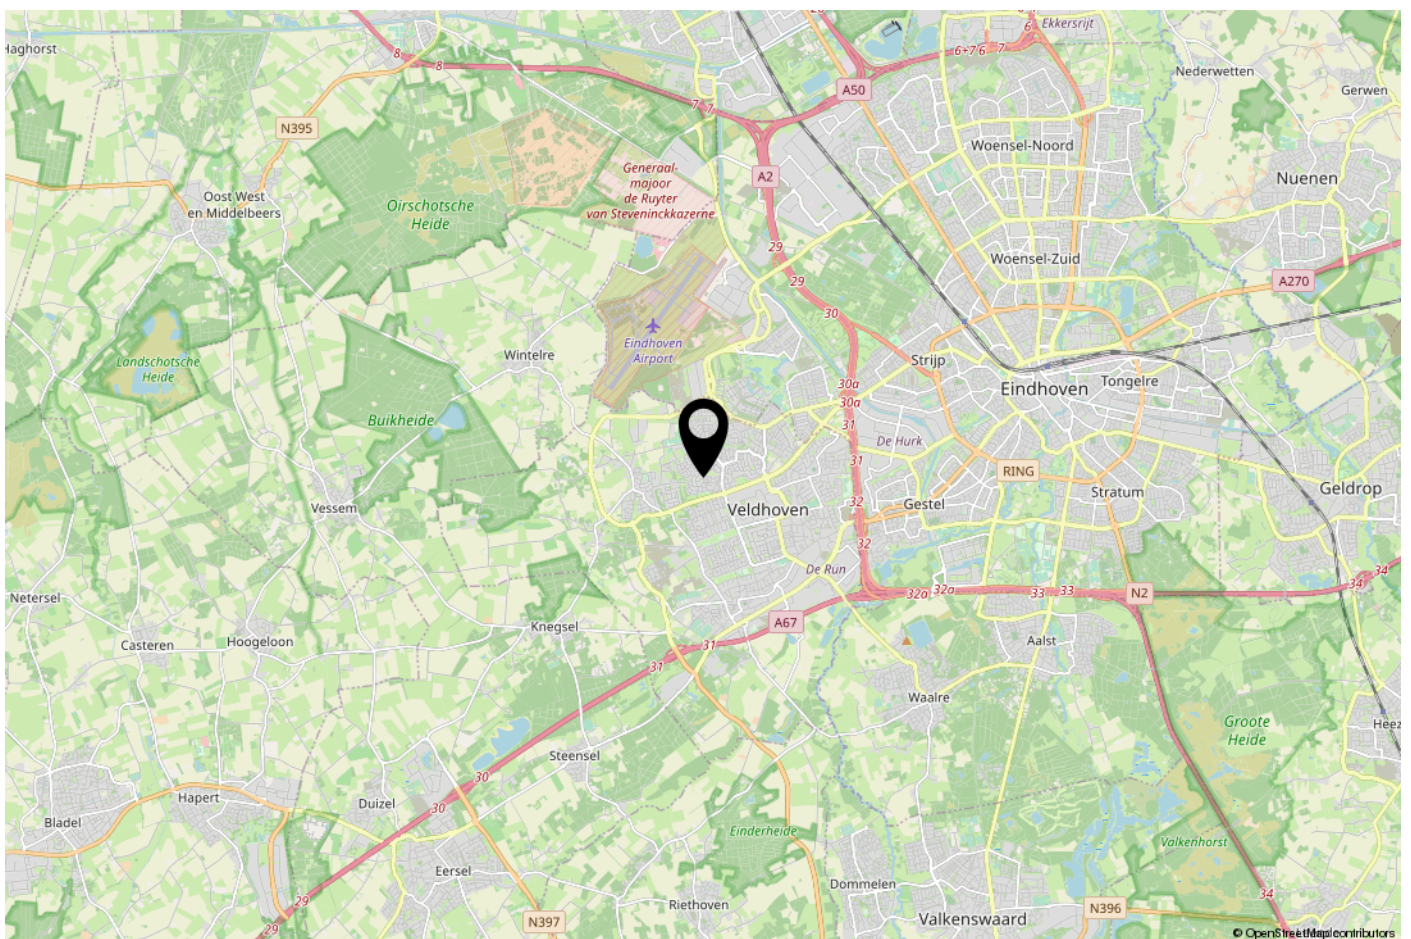 Ekkersrijt
6
Haghorst
8
8
6+7
6
7
Nederwetten
A50
Gerwen
7
7
N395
Woensel-Noord
Generaal-
majoor
de Ruyter
van Steveninckkazerne
A2
Nuenen
Oost West
en Middelbeers
Oirschotsche
Heide
29
Woensel-Zuid
29
A270
30
Eindhoven
Airport
Wintelre
Landschotsche
Heide
Strijp
30a
Eindhoven
Tongelre
30a
Buikheide
31
De Hurk
31
RING
Geldrop
Stratum
32
Gestel
Vessem
Veldhoven
32
De Run
34
34
32a
32a
33
33
N2
Netersel
A67
Knegsel
Casteren
Hoogeloon
31
Aalst
31
Waalre
Groote
Heide
Heez
Steensel
30
Hapert
Duizel
30
Bladel
Einderheide
Valkenhorst
Eersel
Dommelen
34
29
Riethoven
N397
Valkenswaard
N396
29
© OpenStreetMap contributors